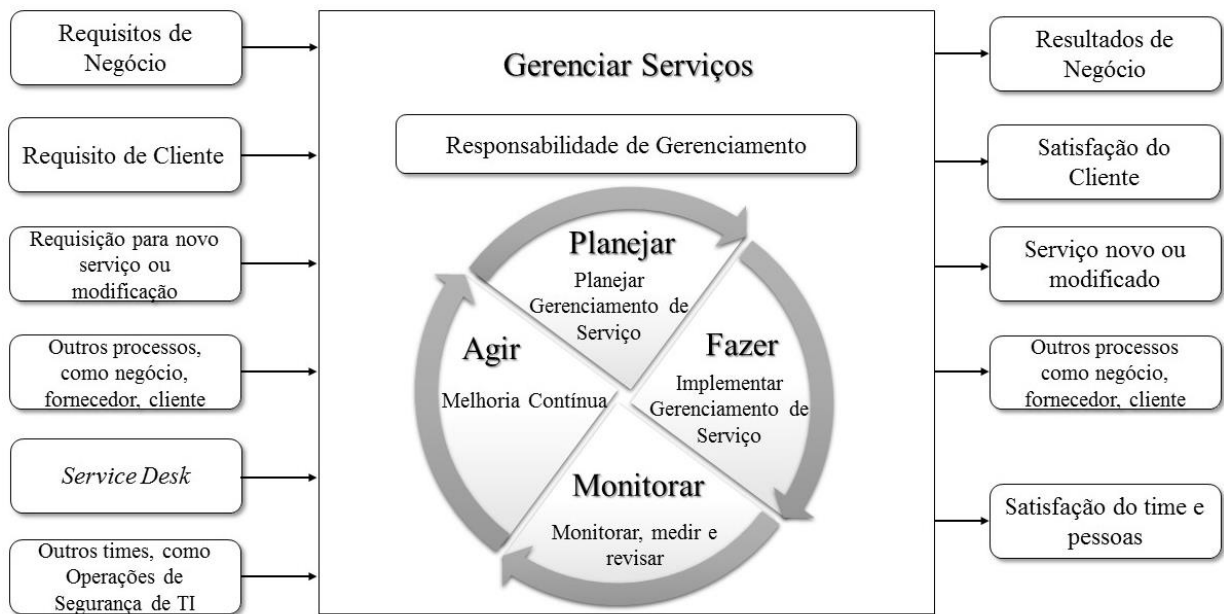 Requisitos de
Negócio
Requisito de Cliente
Requisição para novo
serviço ou
modificação
Outros processos,
como negócio,
fornecedor, cliente
Service Desk
Outros times, como
Operações de
Segurança de TI
Gerenciar Serviços
Responsabilidade de Gerenciamento
Planejar
Planejar
Gerenciamento de
Serviço
Fazer
Implementar
Gerenciamento de
Serviço
Monitorar
Monitorar, medir e
revisar
Agir
Melhoria Contínua
Resultados de
Negócio
Satisfação do
Cliente
Serviço novo ou
modificado
Outros processos
como negócio,
fornecedor, cliente
Satisfação do time e
pessoas